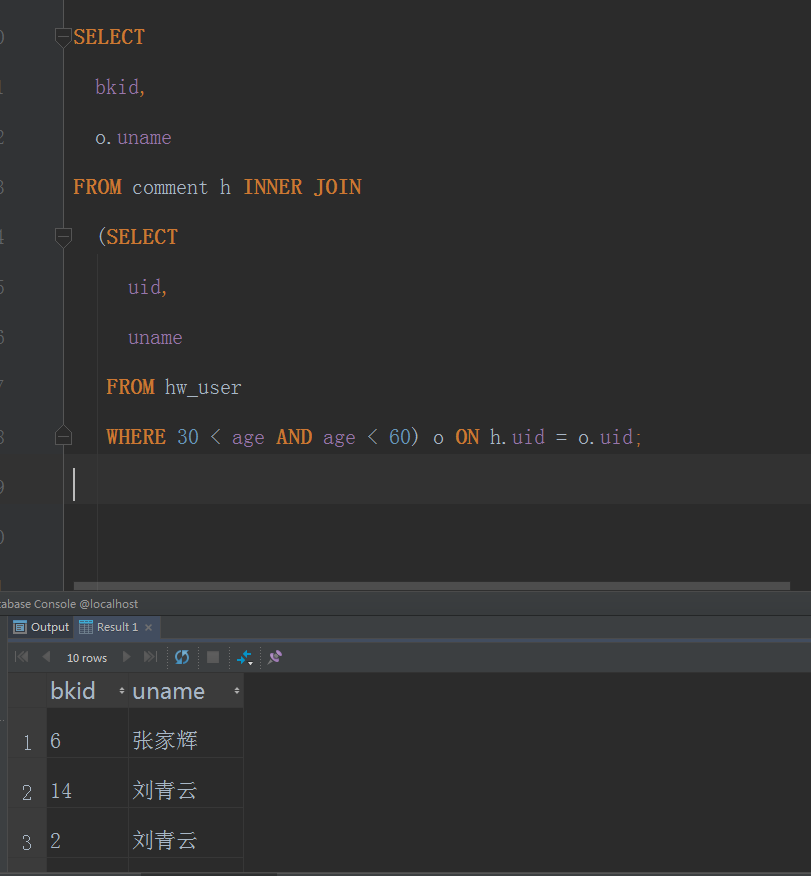 SELECT
bkid,
o.uname
FROM comment h INNER JOIN
(SELECT
uid,
uname
FROM hw_user
WHERE 30 < age AND age < 60) o ON h.uid = o.uid;
abase Console @localhost
Output Result 1
10 rows
bkid uname
1 6 张家辉
2 14 刘青云
3 2 刘青云